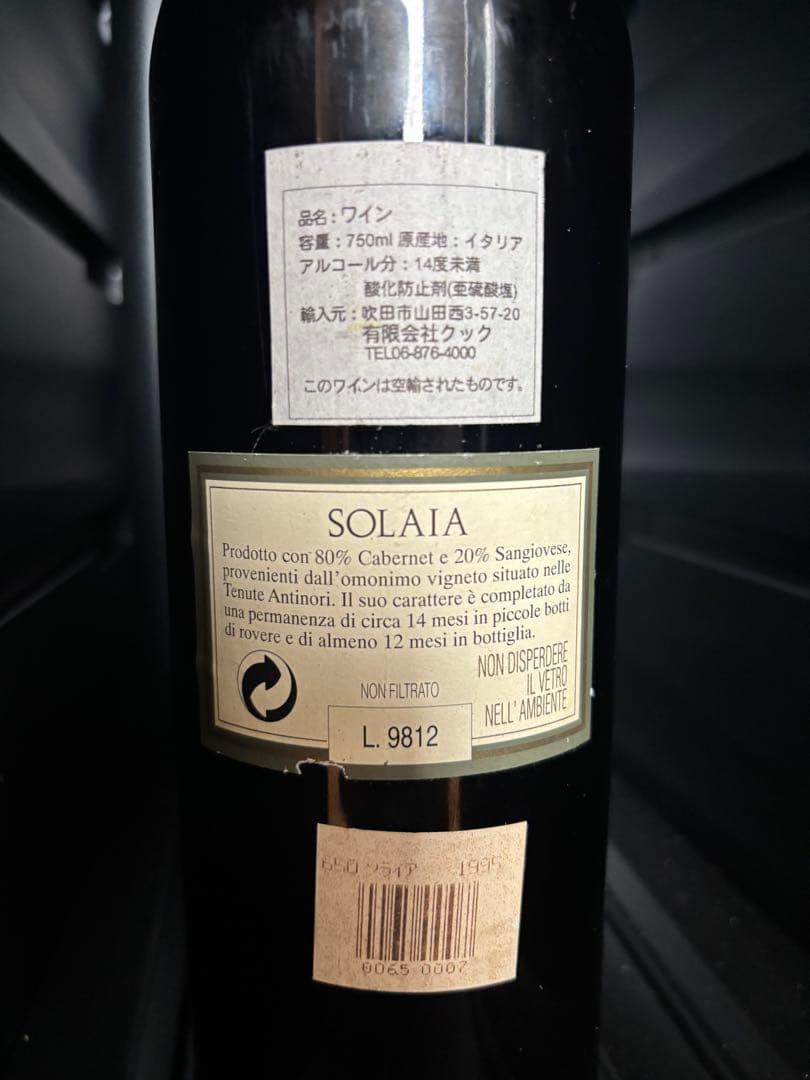 品名：ワイン
容量：750ml 原産地：イタリア
アルコール分：14度未満
酸化防止剤(亜硫酸塩)
輸入元：吹田市山田西3-57-20
有限会社クック
TEL06-876-4000
このワインは空輸されたものです。
SOLAIA
Prodotto con 80% Cabernet e 20% Sangiovese,
provenienti dall'omonimo vigneto situato nelle
Tenute Antinori. Il suo carattere è completato da
una permanenza di circa 14 mesi in piccole botti
di rovere e di almeno 12 mesi in bottiglia.
NON FILTRATO
NON DISPERDERE
IL VETRO
NELL' AMBIENTE
L. 9812
650 ソライア 1995
0065 0007